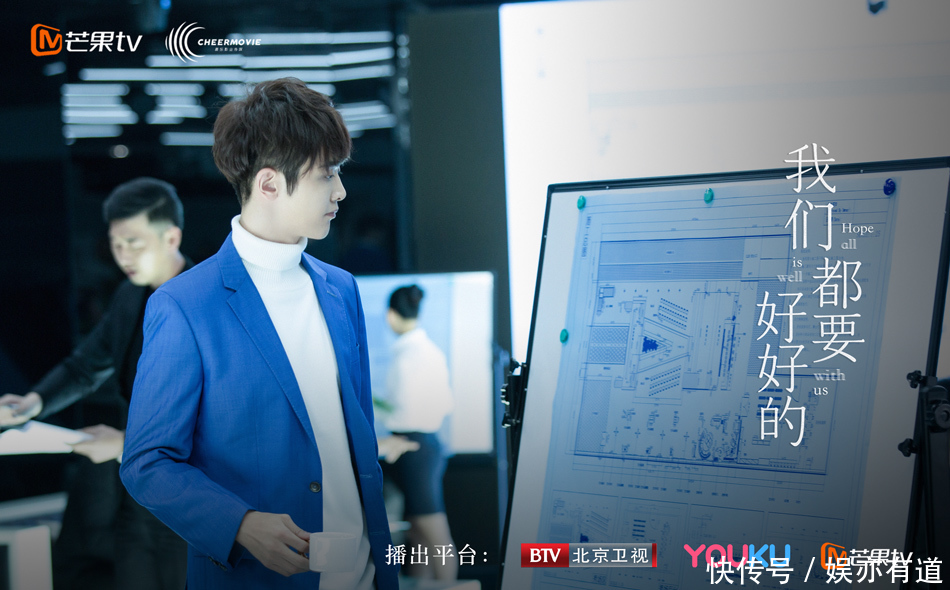 芒果tv
CHEERMOVIE
我们都要好好的
Hope
all
is
well
with
us
播出平台：
BTV 北京卫视
YOUKU
芒果tv
快传号 / 娱亦有道